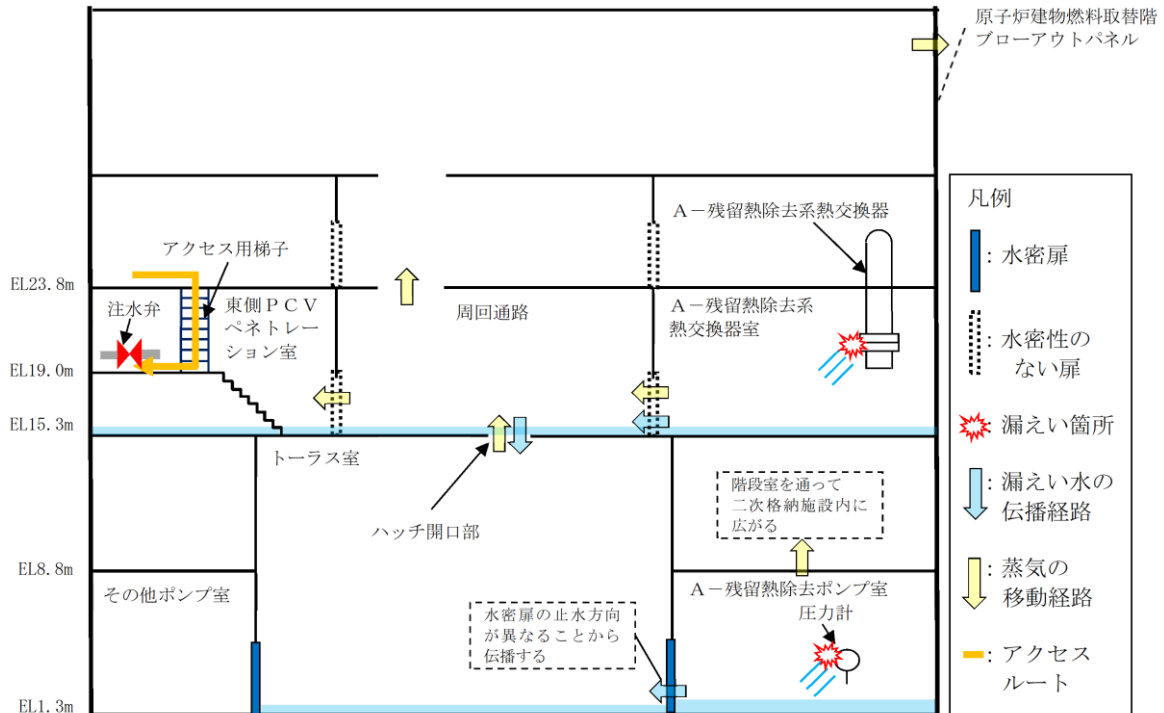 原子炉建物燃料取替階
ブローアウトパネル
凡例
: 水密扉
: 水密性の
ない扉
: 漏えい箇所
: 漏えい水の
伝播経路
: 蒸気の
移動経路
: アクセス
ルート
A－残留熱除去系熱交換器
アクセス用梯子
EL23.8m
注水弁
東側PCV
ペネトレー
ション室
周回通路
A－残留熱除去系
熱交換器室
EL19.0m
EL15.3m
トーラス室
ハッチ開口部
階段室を通って
二次格納施設内に
広がる
EL8.8m
その他ポンプ室
A－残留熱除去ポンプ室
圧力計
水密扉の止水方向
が異なることから
伝播する
EL1.3m